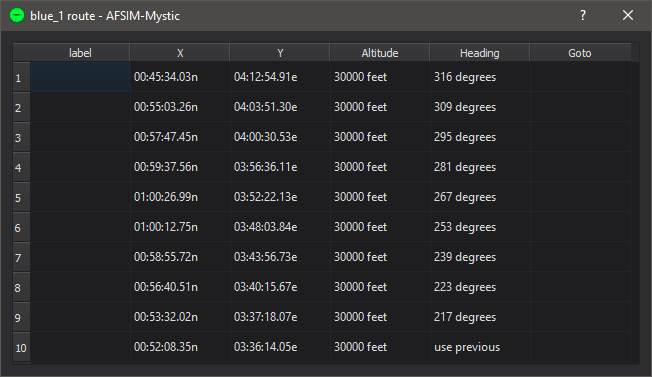 blue_1 route - AFSIM-Mystic ?
label X Y Altitude Heading Goto
1 00:45:34.03n 04:12:54.91e 30000 feet 316 degrees
2 00:55:03.26n 04:03:51.30e 30000 feet 309 degrees
3 00:57:47.45n 04:00:30.53e 30000 feet 295 degrees
4 00:59:37.56n 03:56:36.11e 30000 feet 281 degrees
5 01:00:26.99n 03:52:22.13e 30000 feet 267 degrees
6 01:00:12.75n 03:48:03.84e 30000 feet 253 degrees
7 00:58:55.72n 03:43:56.73e 30000 feet 239 degrees
8 00:56:40.51n 03:40:15.67e 30000 feet 223 degrees
9 00:53:32.02n 03:37:18.07e 30000 feet 217 degrees
10 00:52:08.35n 03:36:14.05e 30000 feet use previous